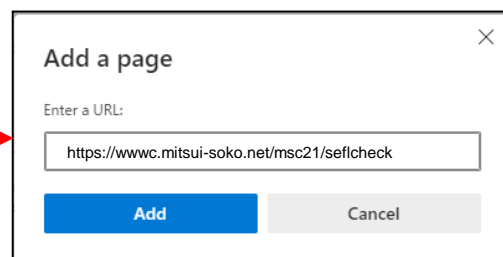 Add a page
Enter a URL:
https://wwwc.mitsui-soko.net/msc21/seflcheck
Add
Cancel